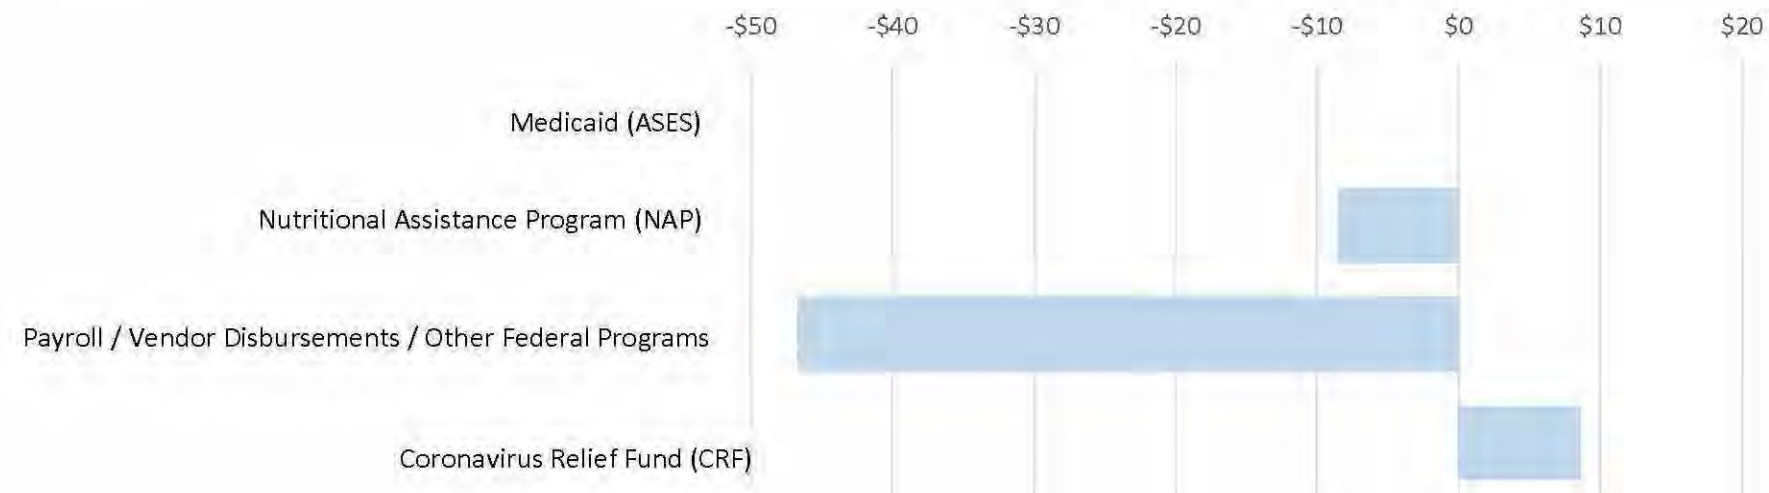 -$50 -$40 -$30 -$20 -$10 $0 $10 $20
Medicaid (ASES)
Nutritional Assistance Program (NAP)
Payroll / Vendor Disbursements / Other Federal Programs
Coronavirus Relief Fund (CRF)